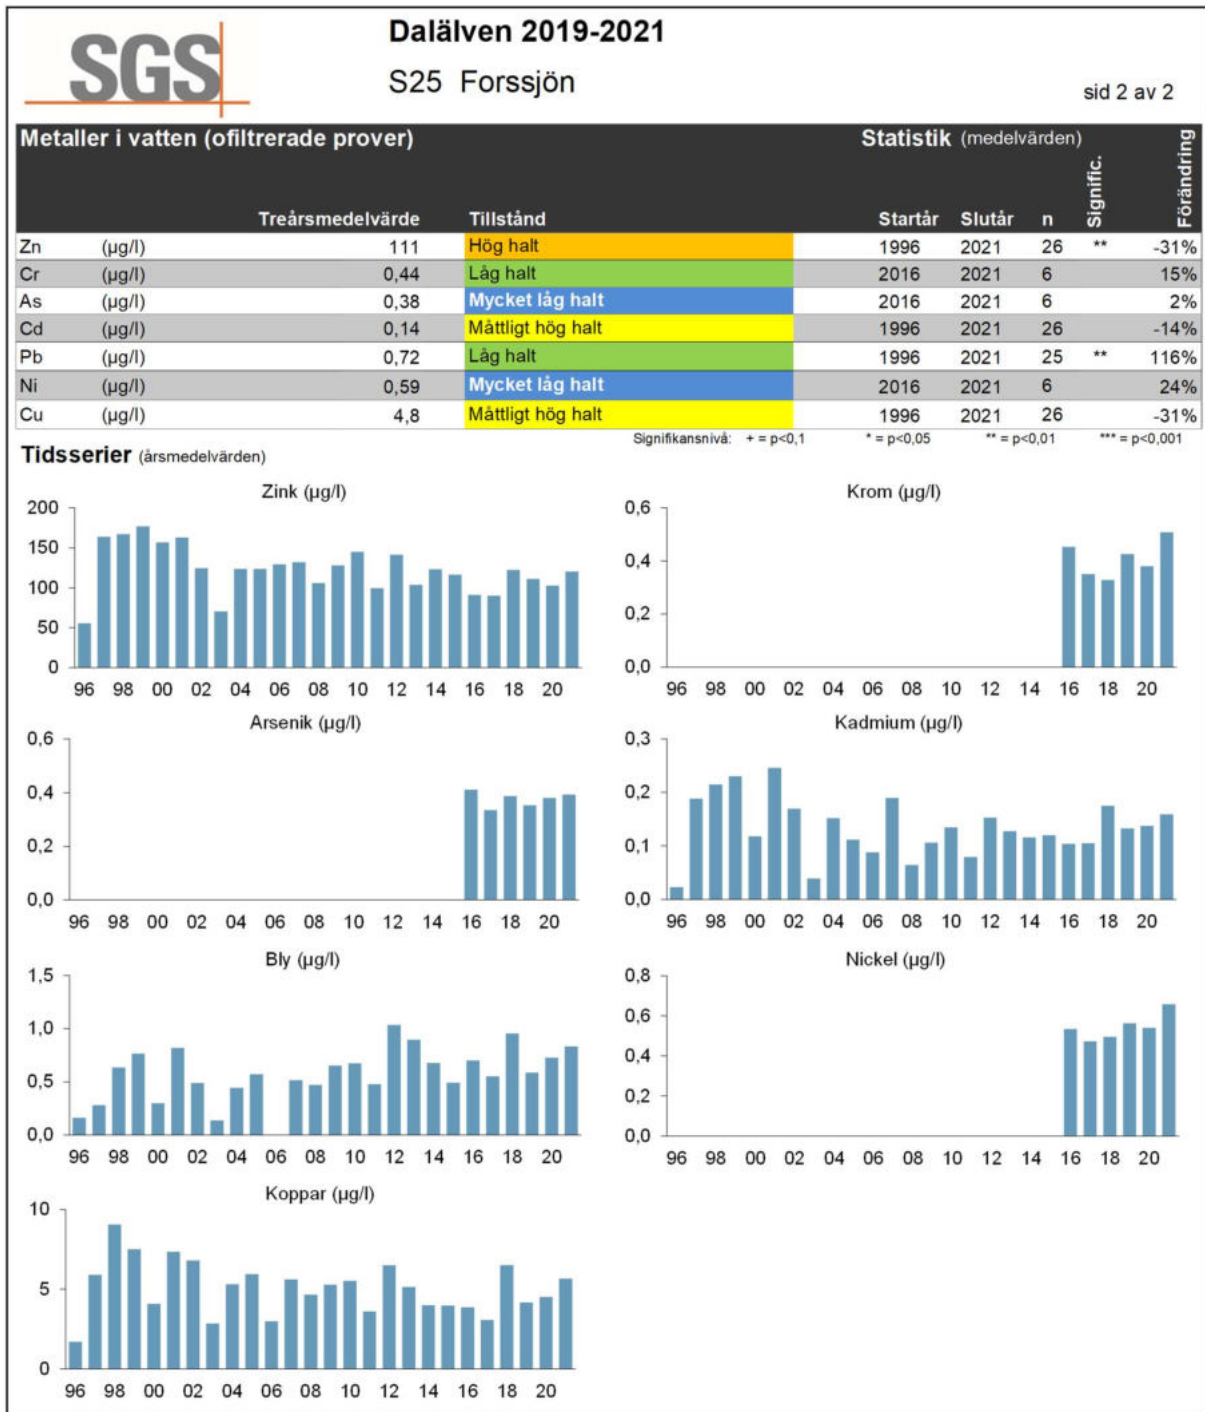 SGS
Dalälven 2019-2021
S25 Forssjön
sid 2 av 2
Metaller i vatten (ofiltrerade prover) Statistik (medelvärden)
Treårsmedelvärde Tillstånd Startår Slutår n Signific. Förändring
Zn (µg/l) 111 Hög halt 1996 2021 26 ** -31%
Cr (µg/l) 0,44 Låg halt 2016 2021 6 15%
As (µg/l) 0,38 Mycket låg halt 2016 2021 6 2%
Cd (µg/l) 0,14 Måttligt hög halt 1996 2021 26 -14%
Pb (µg/l) 0,72 Låg halt 1996 2021 25 ** 116%
Ni (µg/l) 0,59 Mycket låg halt 2016 2021 6 24%
Cu (µg/l) 4,8 Måttligt hög halt 1996 2021 26 -31%
Signifikansnivå: + = p<0,1 * = p<0,05 ** = p<0,01 *** = p<0,001
Tidsserier (årsmedelvärden)
Zink (µg/l)
200
150
100
50
0
96 98 00 02 04 06 08 10 12 14 16 18 20
Krom (µg/l)
0,6
0,4
0,2
0,0
96 98 00 02 04 06 08 10 12 14 16 18 20
Arsenik (µg/l)
0,6
0,4
0,2
0,0
96 98 00 02 04 06 08 10 12 14 16 18 20
Kadmium (µg/l)
0,3
0,2
0,1
0,0
96 98 00 02 04 06 08 10 12 14 16 18 20
Bly (µg/l)
1,5
1,0
0,5
0,0
96 98 00 02 04 06 08 10 12 14 16 18 20
Nickel (µg/l)
0,8
0,6
0,4
0,2
0,0
96 98 00 02 04 06 08 10 12 14 16 18 20
Koppar (µg/l)
10
5
0
96 98 00 02 04 06 08 10 12 14 16 18 20